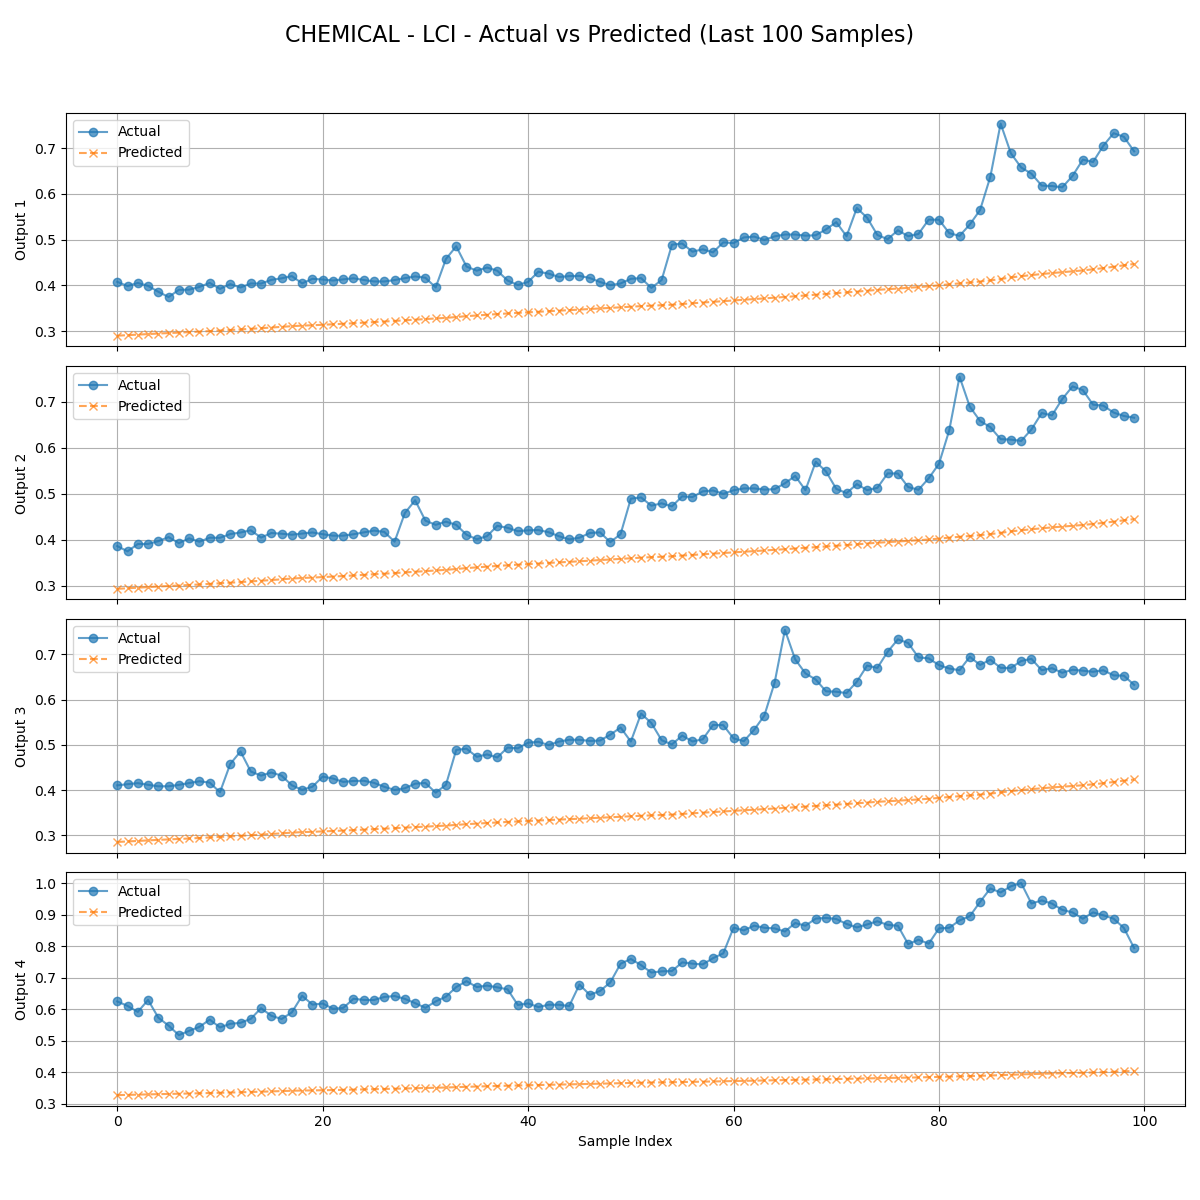 CHEMICAL - LCI - Actual vs Predicted (Last 100 Samples)
Actual
Predicted
0.7
0.6
0.5
0.4
0.3
Output 1
Actual
Predicted
0.7
0.6
0.5
0.4
0.3
Output 2
Actual
Predicted
0.7
0.6
0.5
0.4
0.3
Output 3
Actual
Predicted
1.0
0.9
0.8
0.7
0.6
0.5
0.4
0.3
Output 4
0 20 40 60 80 100
Sample Index